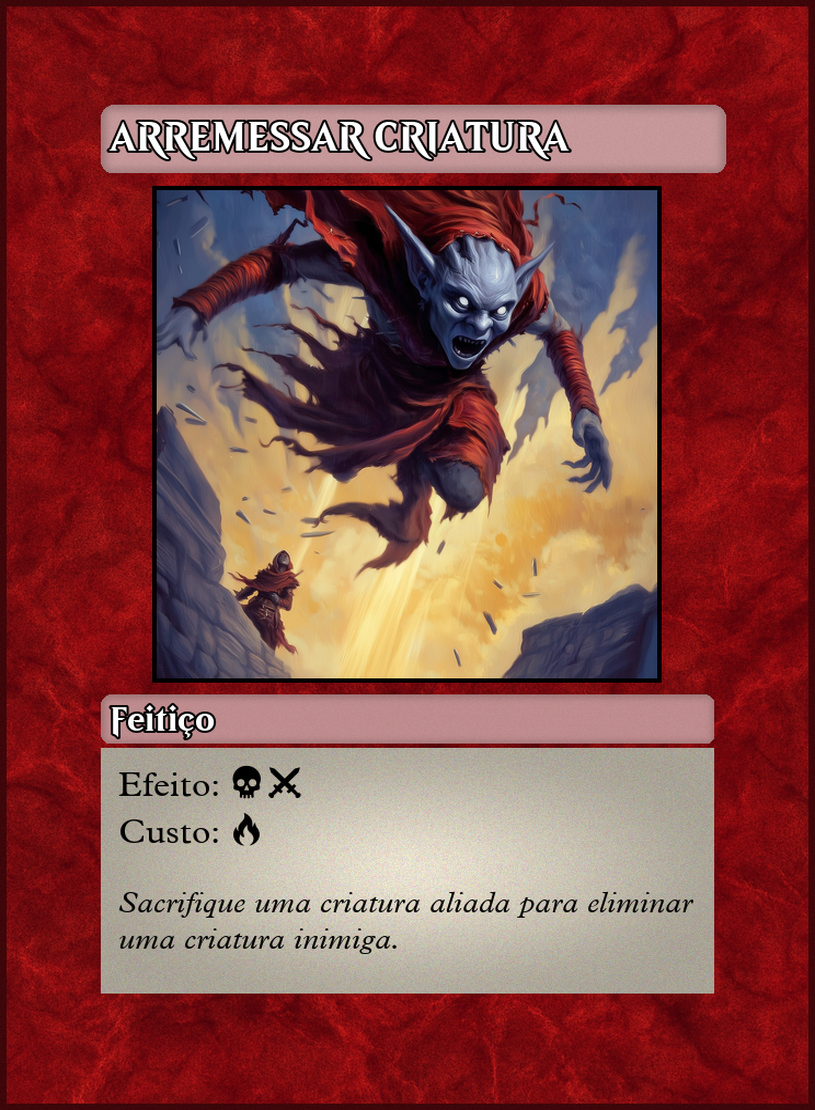 ARREMESSAR CRIATURA
Feitiço
Efeito:
Custo:
Sacrifique uma criatura aliada para eliminar
uma criatura inimiga.